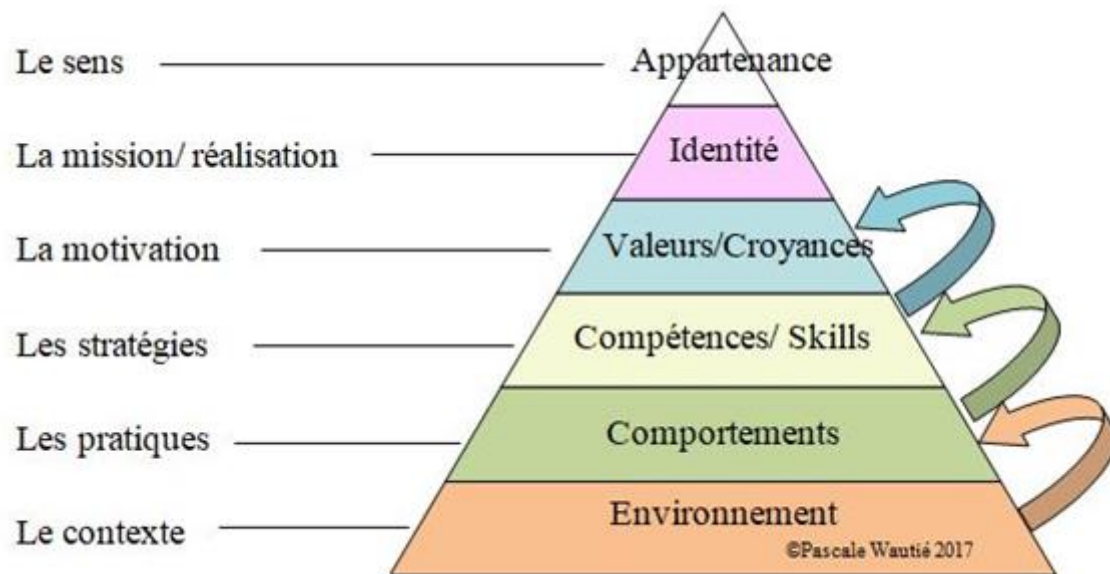 Le sens
Appartenance
La mission/ réalisation
Identité
La motivation
Valeurs/Croyances
Les stratégies
Compétences/ Skills
Les pratiques
Comportements
Le contexte
Environnement
©Pascale Wautié 2017